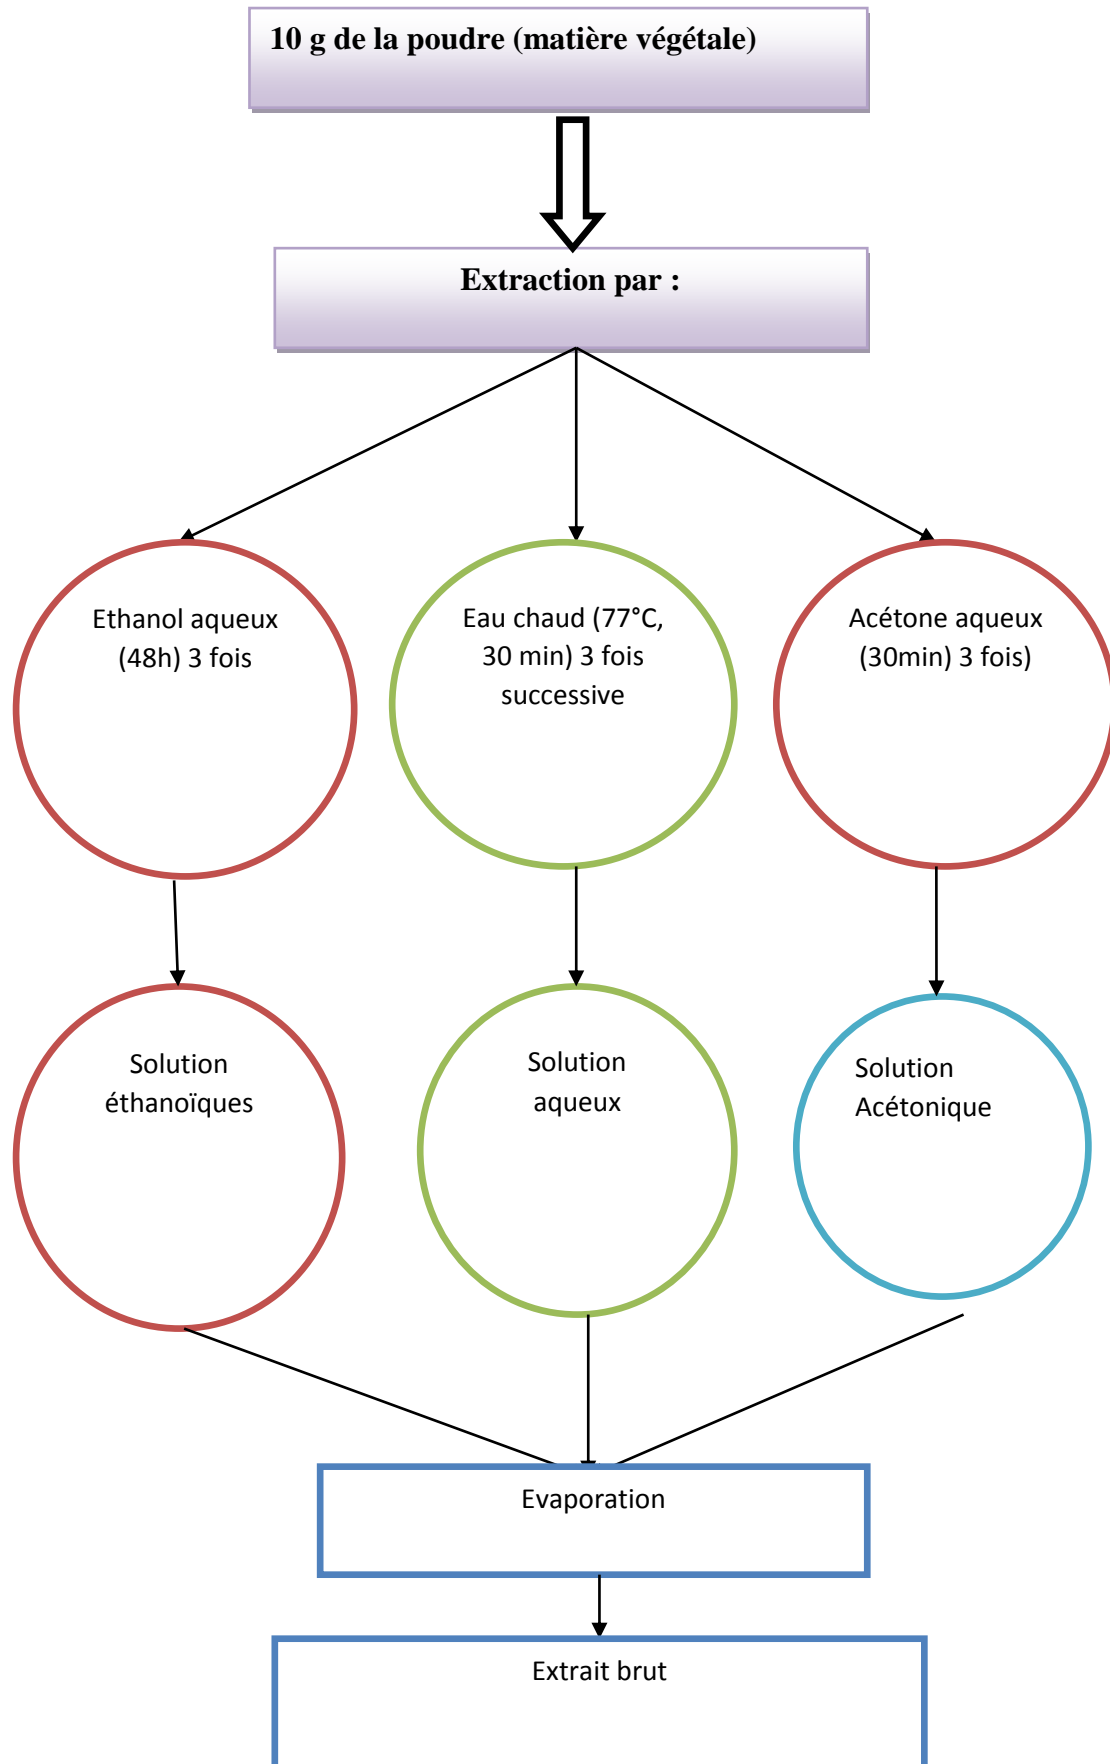 10 g de la poudre (matière végétale)
Extraction par :
Ethanol aqueux
(48h) 3 fois
Eau chaud (77°C,
30 min) 3 fois
successive
Acétone aqueux
(30min) 3 fois)
Solution
éthanoïques
Solution
aqueux
Solution
Acétonique
Evaporation
Extrait brut